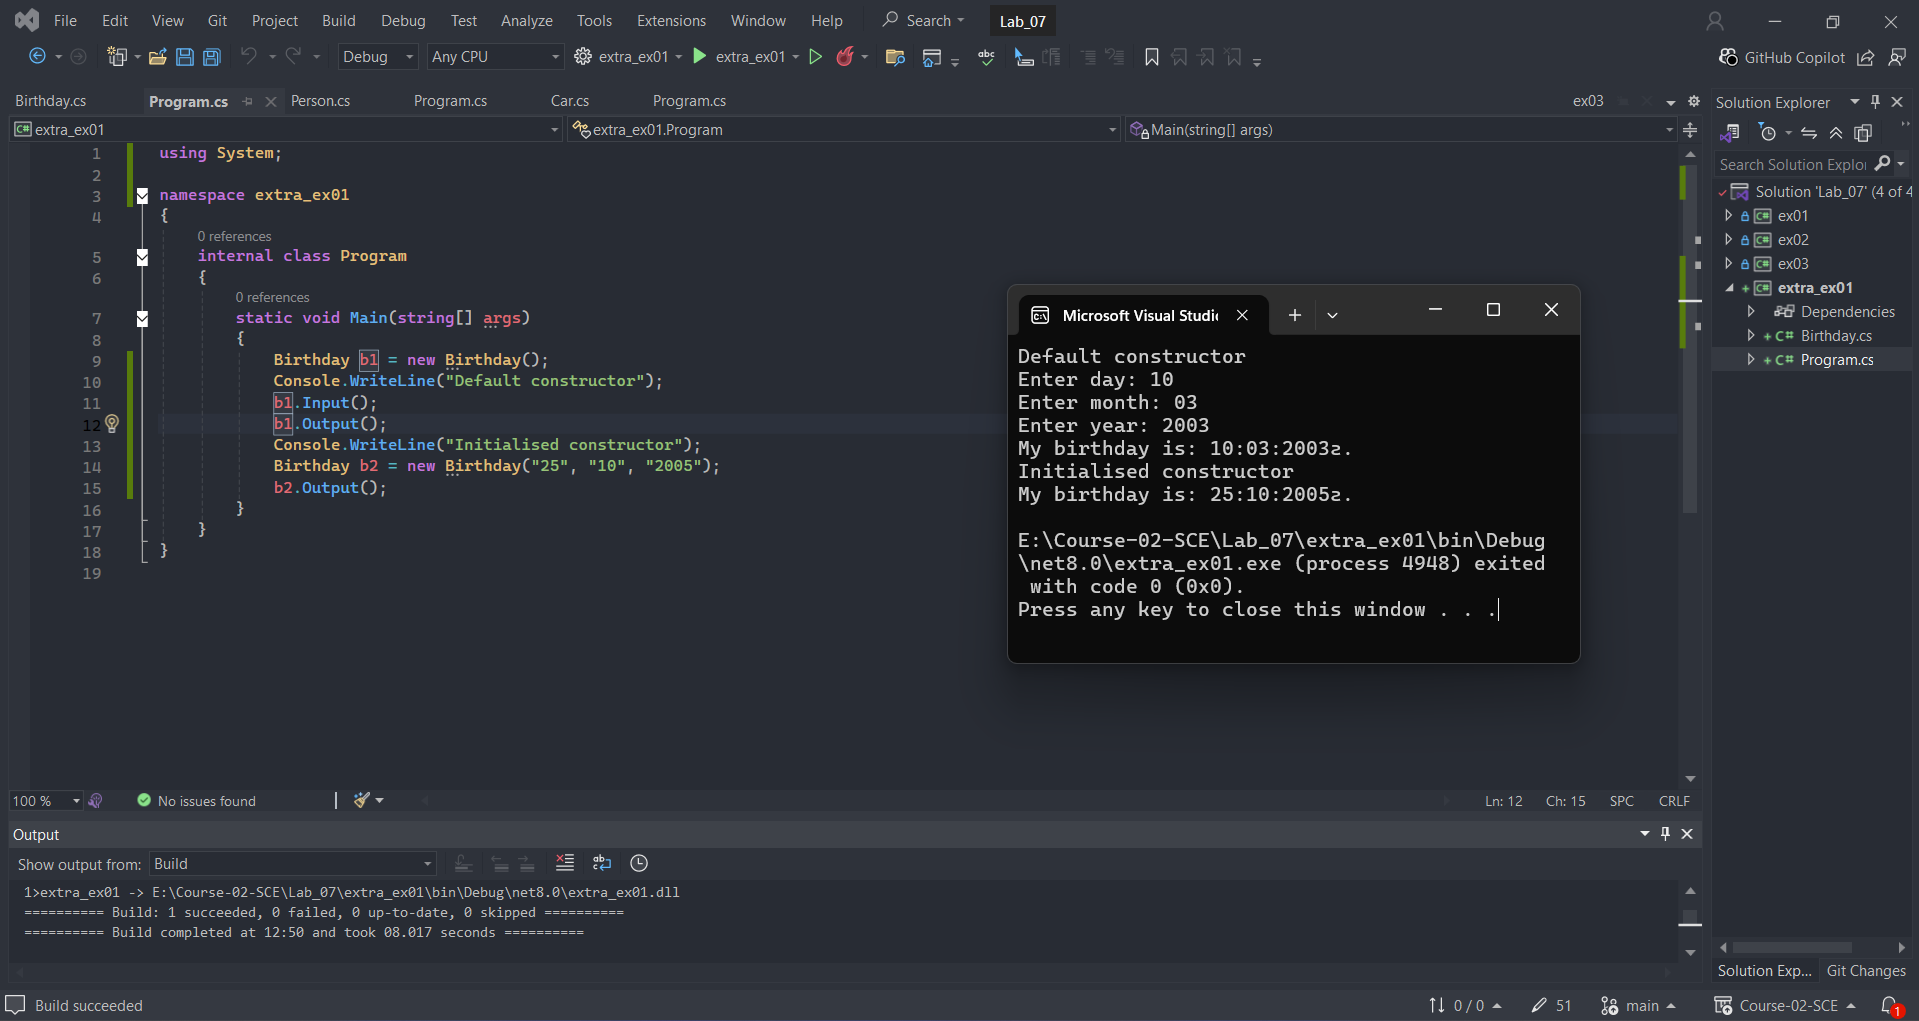 File Edit View Git Project Build Debug Test Analyze Tools Extensions Window Help Search Lab_07
Debug Any CPU extra_ex01 extra_ex01 GitHub Copilot
Birthday.cs Program.cs Person.cs Program.cs Car.cs Program.cs ex03
extra_ex01 extra_ex01.Program Main(string[] args)
1 using System;
2
3 namespace extra_ex01
4 {
0 references
5 internal class Program
6 {
0 references
7 static void Main(string[] args)
8 {
9 Birthday b1 = new Birthday();
10 Console.WriteLine("Default constructor");
11 b1.Input();
12 b1.Output();
13 Console.WriteLine("Initialised constructor");
14 Birthday b2 = new Birthday("25", "10", "2005");
15 b2.Output();
16 }
17 }
18 }
19
Microsoft Visual Studi
Default constructor
Enter day: 10
Enter month: 03
Enter year: 2003
My birthday is: 10:03:2003г.
Initialised constructor
My birthday is: 25:10:2005г.
E:\Course-02-SCE\Lab_07\extra_ex01\bin\Debug
\net8.0\extra_ex01.exe (process 4948) exited
with code 0 (0x0).
Press any key to close this window . . .
Solution Explorer
Search Solution Explo
Solution 'Lab_07' (4 of 4
ex01
ex02
ex03
extra_ex01
Dependencies
C# Birthday.cs
C# Program.cs
Solution Exp... Git Changes
100 % No issues found Ln: 12 Ch: 15 SPC CRLF
Output
Show output from: Build
1>extra_ex01 -> E:\Course-02-SCE\Lab_07\extra_ex01\bin\Debug\net8.0\extra_ex01.dll
========== Build: 1 succeeded, 0 failed, 0 up-to-date, 0 skipped ==========
========== Build completed at 12:50 and took 08.017 seconds ==========
Build succeeded 0 / 0 51 main Course-02-SCE 1